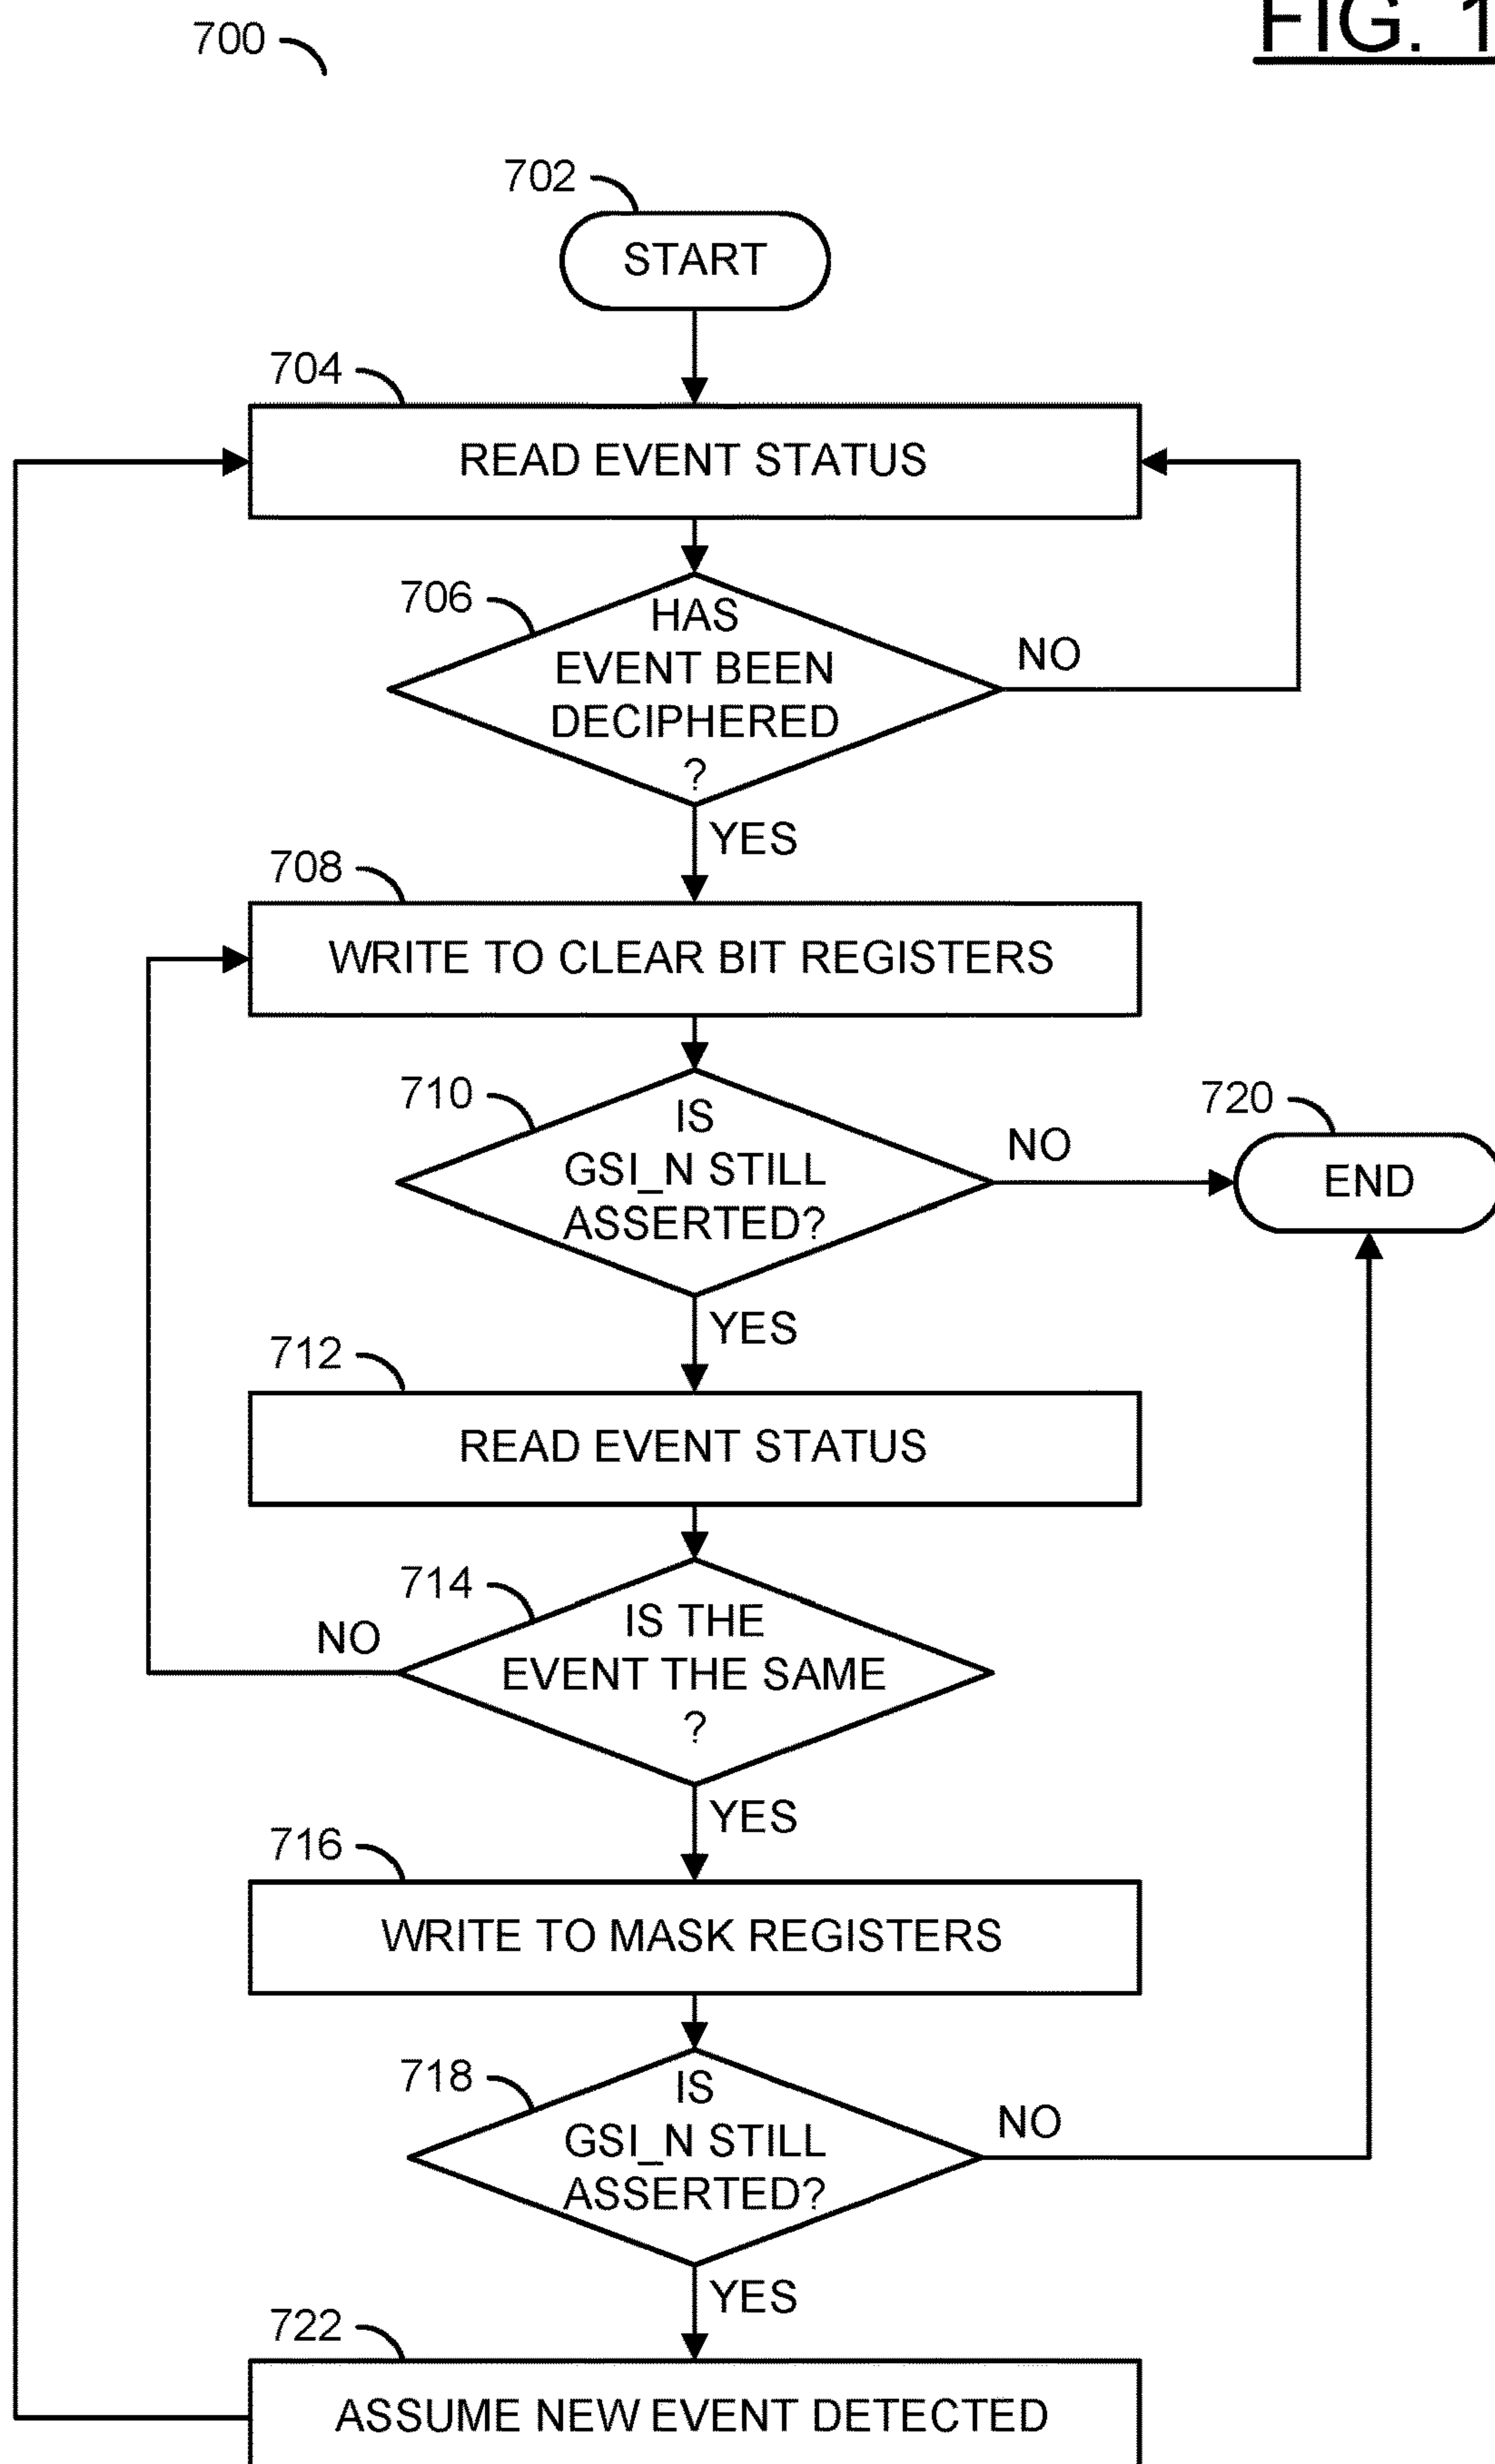 700
FIG. 1
702
START
704
READ EVENT STATUS
706
HAS
EVENT BEEN
DECIPHERED
?
NO
YES
708
WRITE TO CLEAR BIT REGISTERS
710
IS
GSI_N STILL
ASSERTED?
NO
720
END
YES
712
READ EVENT STATUS
714
IS THE
EVENT THE SAME
?
NO
YES
716
WRITE TO MASK REGISTERS
718
IS
GSI_N STILL
ASSERTED?
NO
YES
722
ASSUME NEW EVENT DETECTED